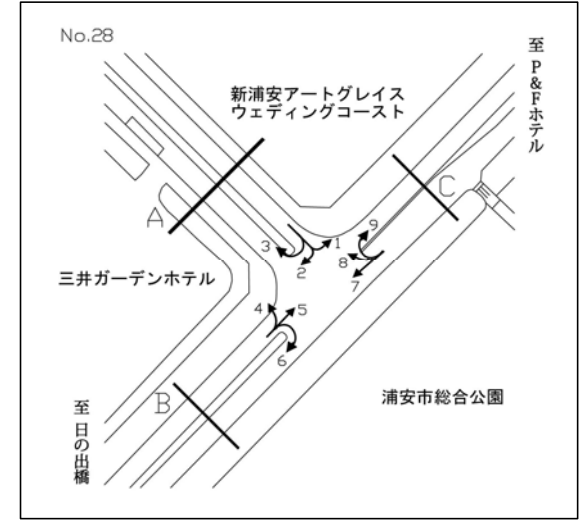 No.28
至 P&Fホテル
新浦安アートグレイス
ウェディングコースト
A
C
9
3
1
2
8
7
三井ガーデンホテル
4
5
6
B
浦安市総合公園
至 日の出橋